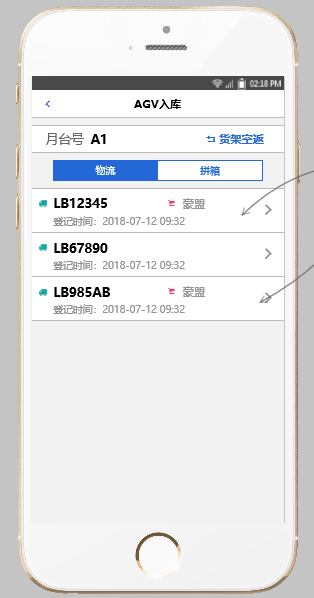 02:18 PM
AGV入库
月台号 A1 货架空返
物流 拼箱
LB12345 豪盟
登记时间：2018-07-12 09:32
LB67890
登记时间：2018-07-12 09:32
LB985AB 豪盟
登记时间：2018-07-12 09:32